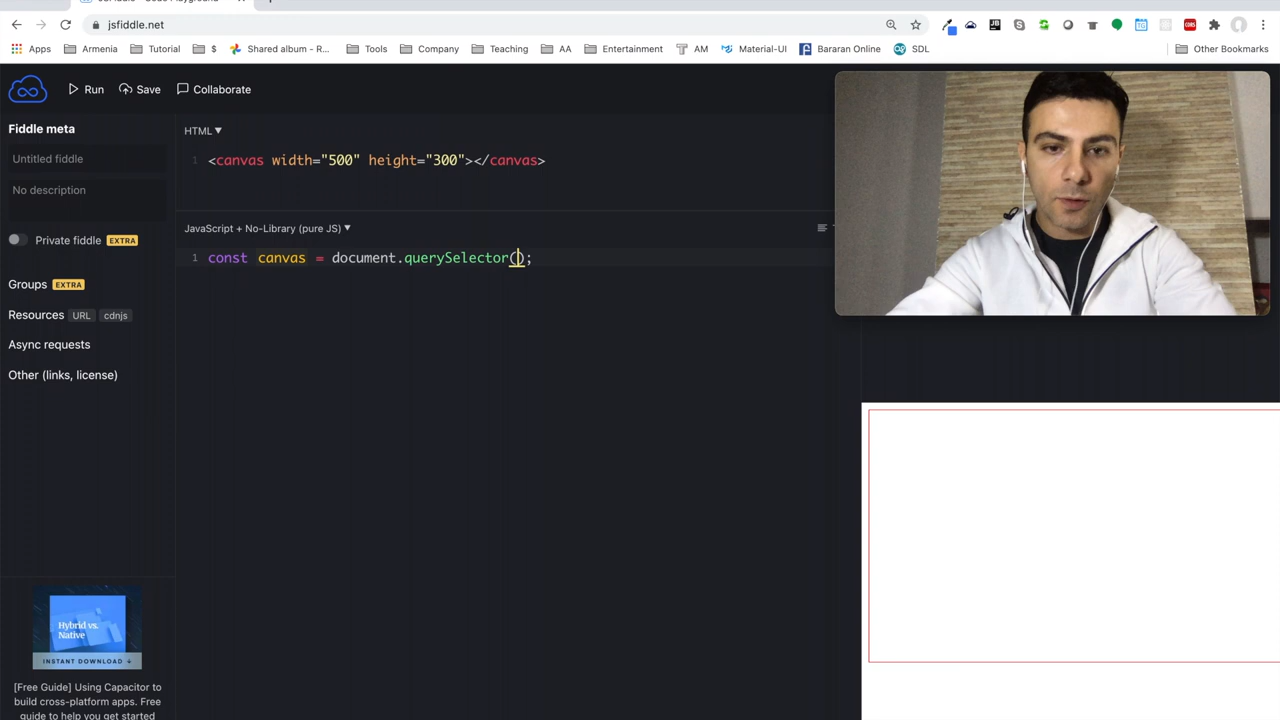 jsfiddle.net
Apps Armenia Tutorial $ Shared album - R... Tools Company Teaching AA Entertainment AM Material-UI Bararan Online SDL Other Bookmarks
Run Save Collaborate
Fiddle meta
Untitled fiddle
No description
Private fiddle EXTRA
Groups EXTRA
Resources URL cdnjs
Async requests
Other (links, license)
HTML ▼
1 <canvas width="500" height="300"></canvas>
JavaScript + No-Library (pure JS) ▼
1 const canvas = document.querySelector();
Hybrid vs.
Native
INSTANT DOWNLOAD ↓
[Free Guide] Using Capacitor to
build cross-platform apps. Free
guide to help you get started